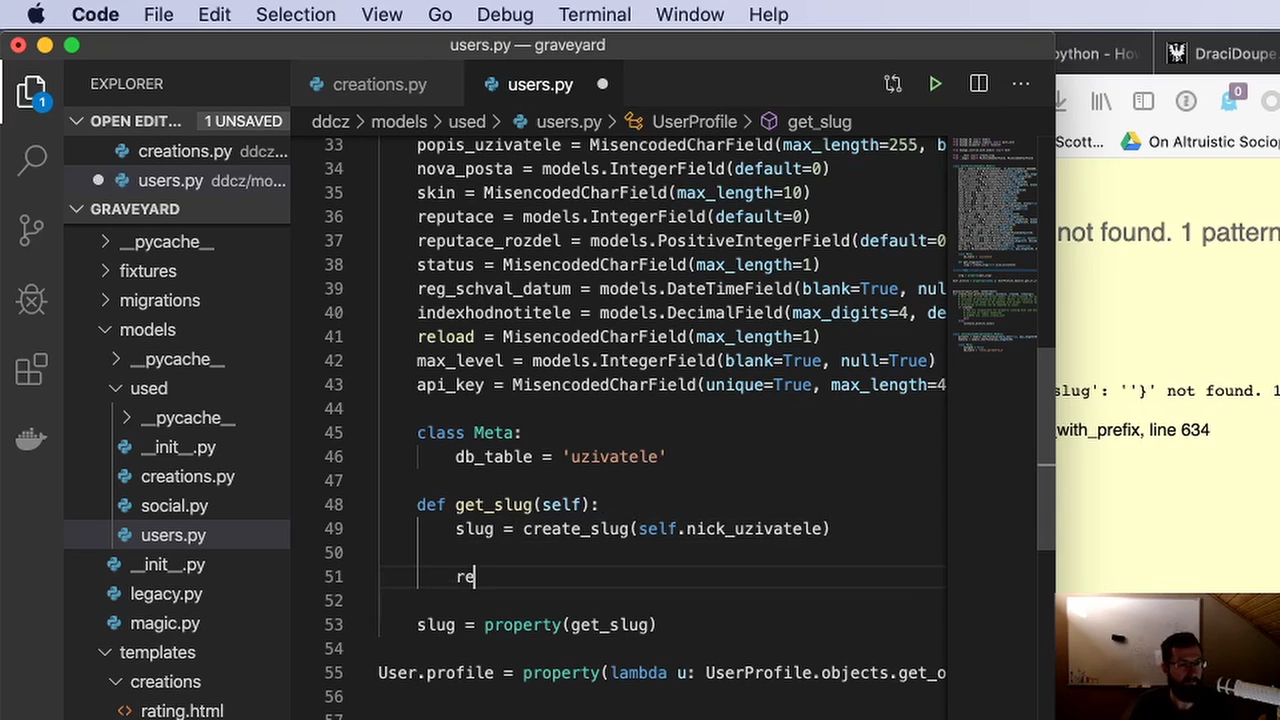 Code File Edit Selection View Go Debug Terminal Window Help
users.py — graveyard
python - Ho
DraciDoupe
EXPLORER
creations.py
users.py
OPEN EDIT... 1 UNSAVED
0
1
ddcz > models > used > users.py > UserProfile > get_slug
creations.py ddcz...
users.py ddcz/mo...
GRAVEYARD
__pycache__
fixtures
migrations
models
__pycache__
used
__pycache__
__init__.py
creations.py
social.py
users.py
__init__.py
legacy.py
magic.py
templates
creations
rating.html
33 popis_uzivatele = MisencodedCharField(max_length=255, b
34 nova_posta = models.IntegerField(default=0)
35 skin = MisencodedCharField(max_length=10)
36 reputace = models.IntegerField(default=0)
37 reputace_rozdel = models.PositiveIntegerField(default=0
38 status = MisencodedCharField(max_length=1)
39 reg_schval_datum = models.DateTimeField(blank=True, nul
40 indexhodnotitele = models.DecimalField(max_digits=4, de
41 reload = MisencodedCharField(max_length=1)
42 max_level = models.IntegerField(blank=True, null=True)
43 api_key = MisencodedCharField(unique=True, max_length=4
44
45 class Meta:
46 db_table = 'uzivatele'
47
48 def get_slug(self):
49 slug = create_slug(self.nick_uzivatele)
50
51 re
52
53 slug = property(get_slug)
54
55 User.profile = property(lambda u: UserProfile.objects.get_o
56
57
Scott...
On Altruistic Sociop
not found. 1 pattern
slug': ''}' not found. 1
_with_prefix, line 634